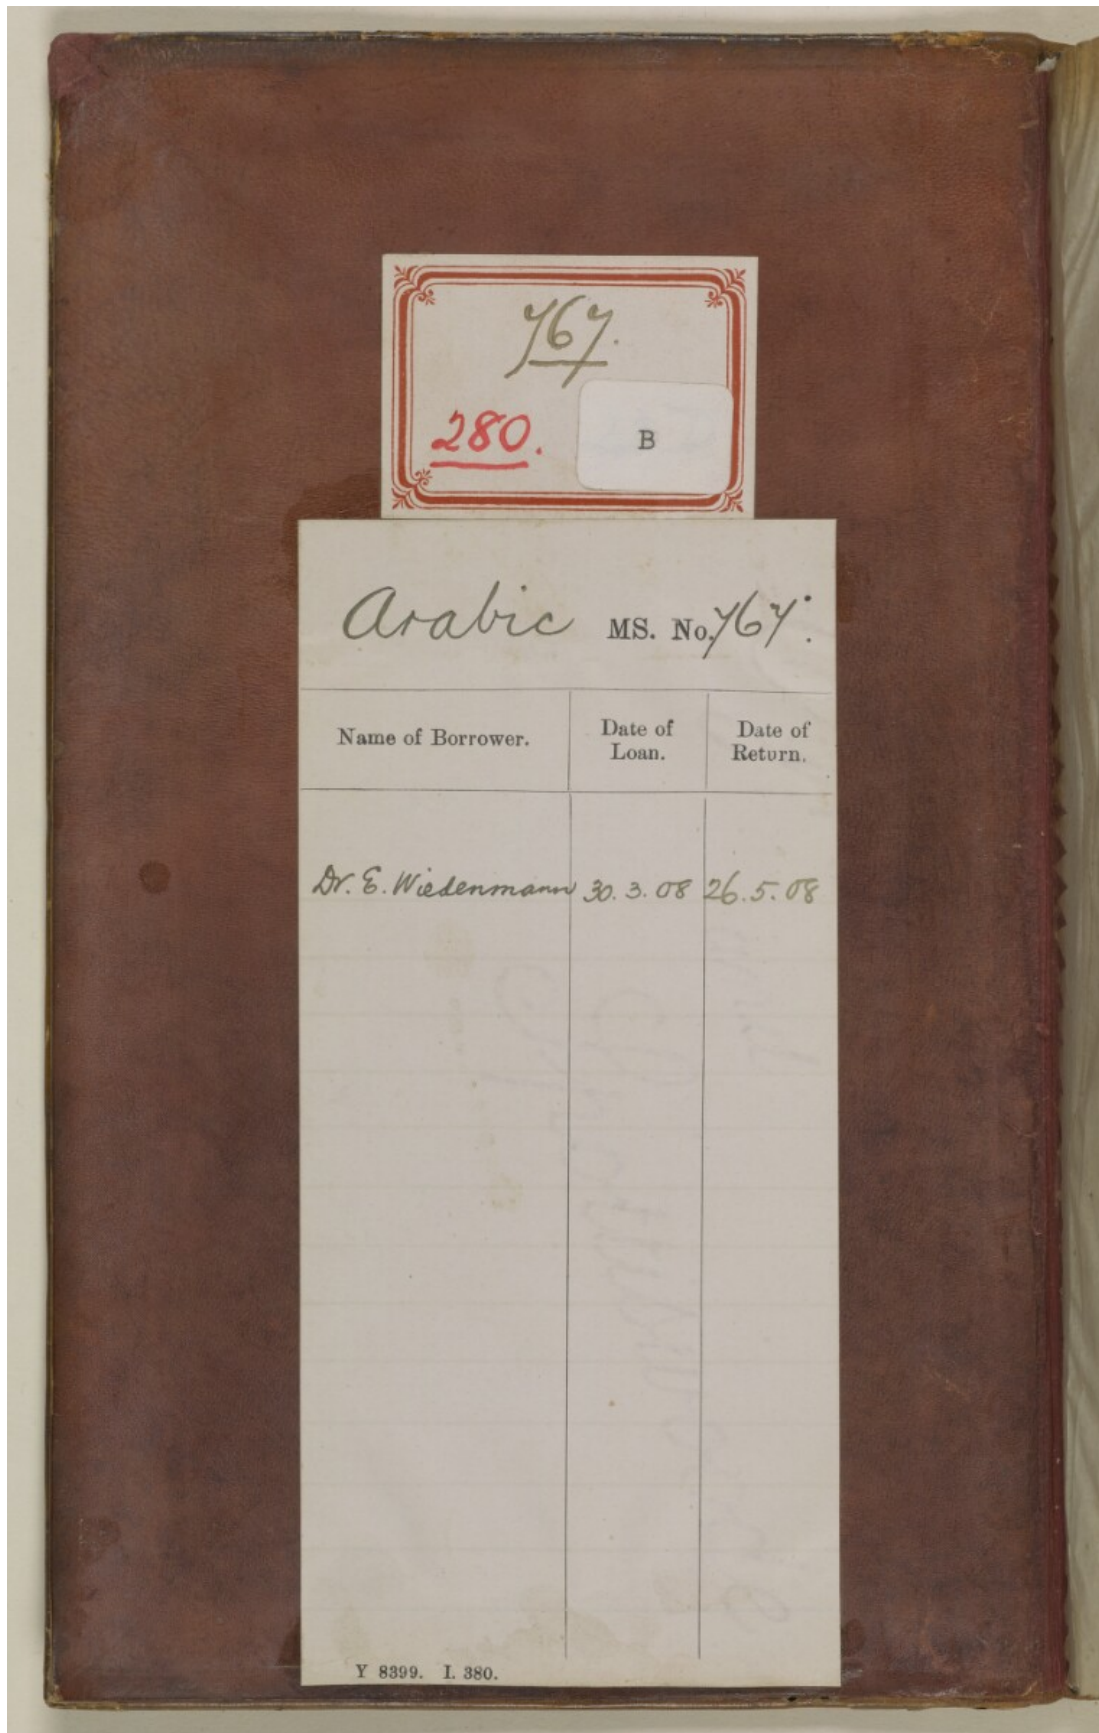 767.
280.
B
Arabic MS. No. 767.
Name of Borrower.
Date of Loan.
Date of Return.
Dr. E. Wiedenmann 30.3.08 26.5.08
Y 8399. I. 380.